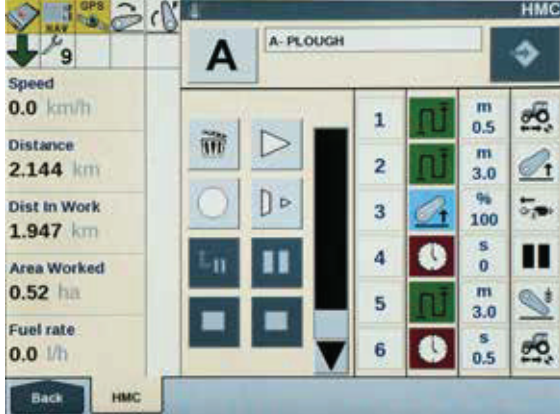 GPS
NAV
HMC
9
A
A- PLOUGH
Speed
0.0 km/h
Distance
2.144 km
Dist In Work
1.947 km
Area Worked
0.52 ha
Fuel rate
0.0 l/h
1 m 0.5
2 m 3.0
3 % 100
4 s 0
5 m 3.0
6 s 0.5
Back
HMC